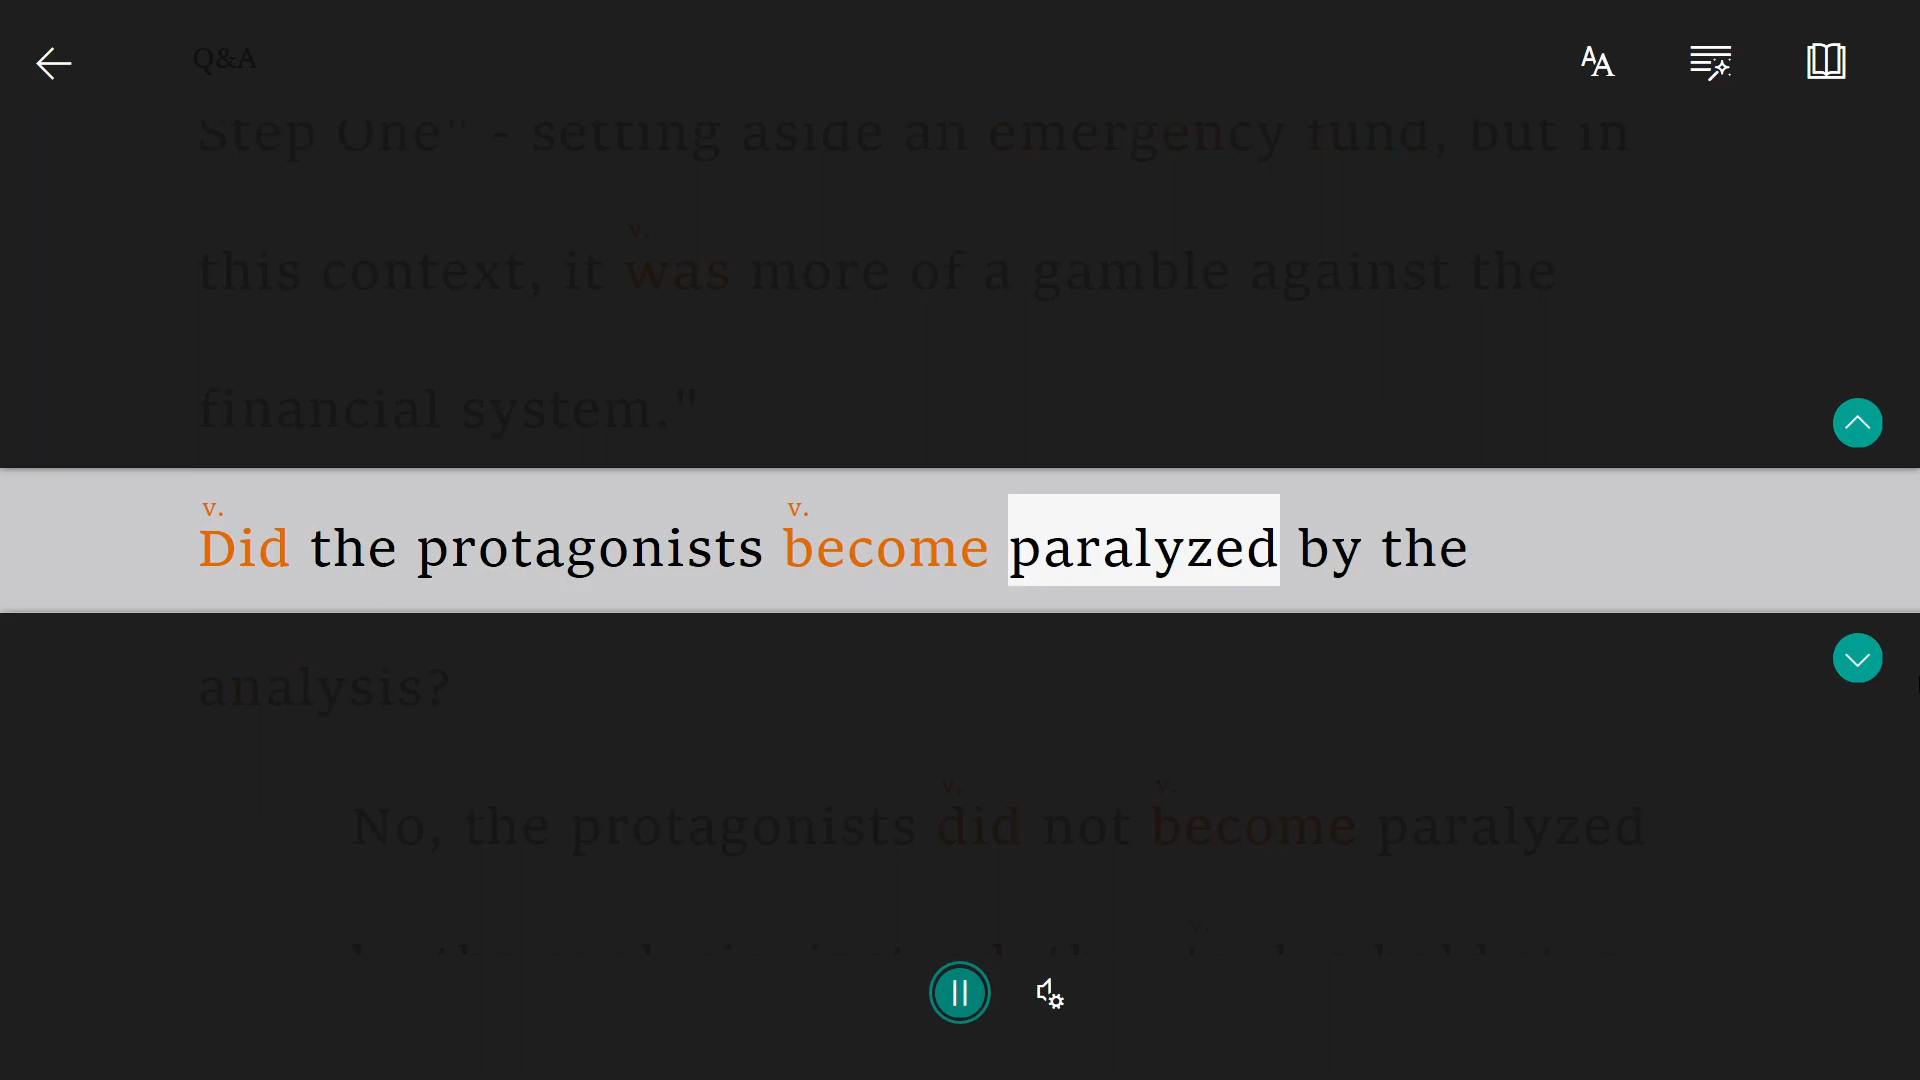 Q&A
Step One" - setting aside an emergency fund, but in
v.
this context, it was more of a gamble against the
financial system."
v. v.
Did the protagonists become paralyzed by the
analysis?
v. v.
No, the protagonists did not become paralyzed
v.